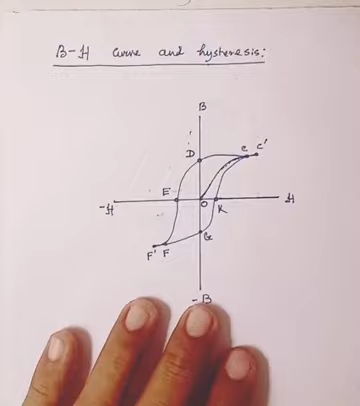 B-H curve and hysteresis:
B
D
C C'
E
-H O K H
G
F' F
-B